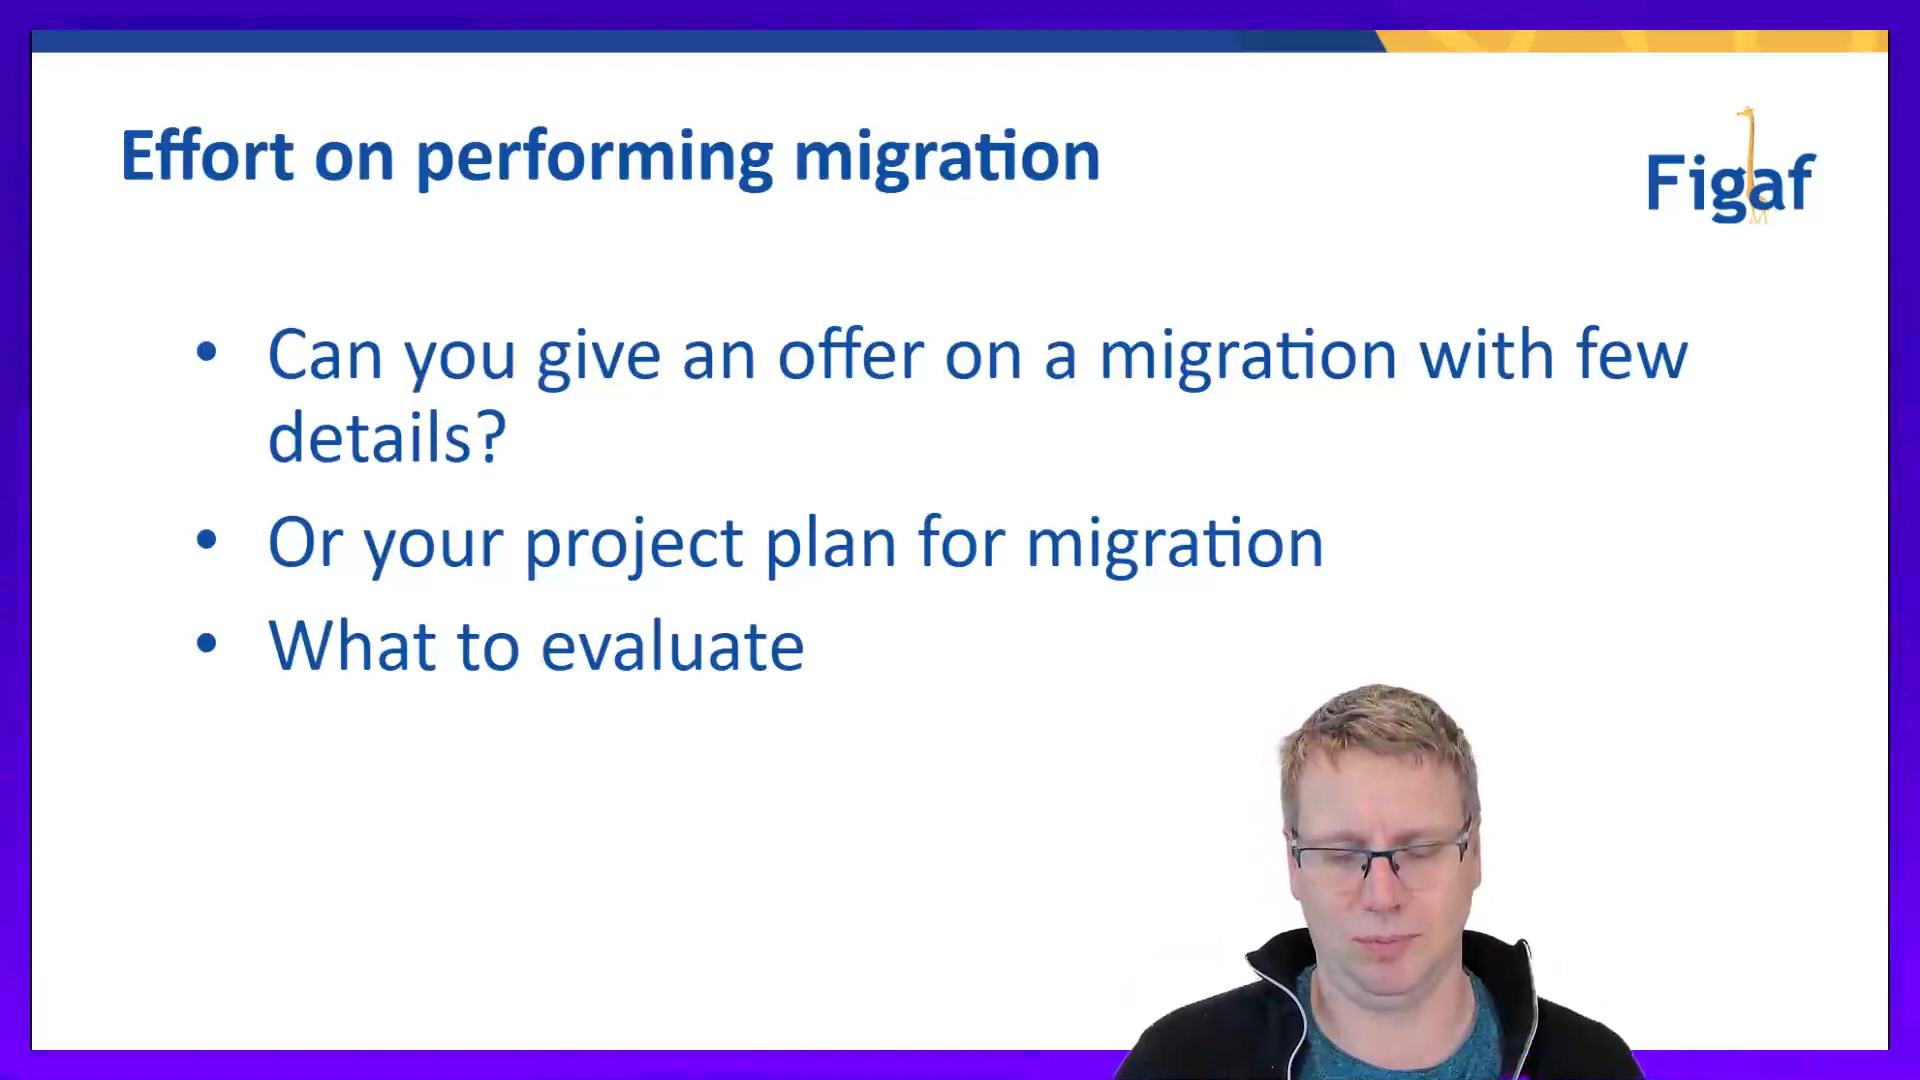 Effort on performing migration
Figaf
• Can you give an offer on a migration with few
details?
• Or your project plan for migration
• What to evaluate